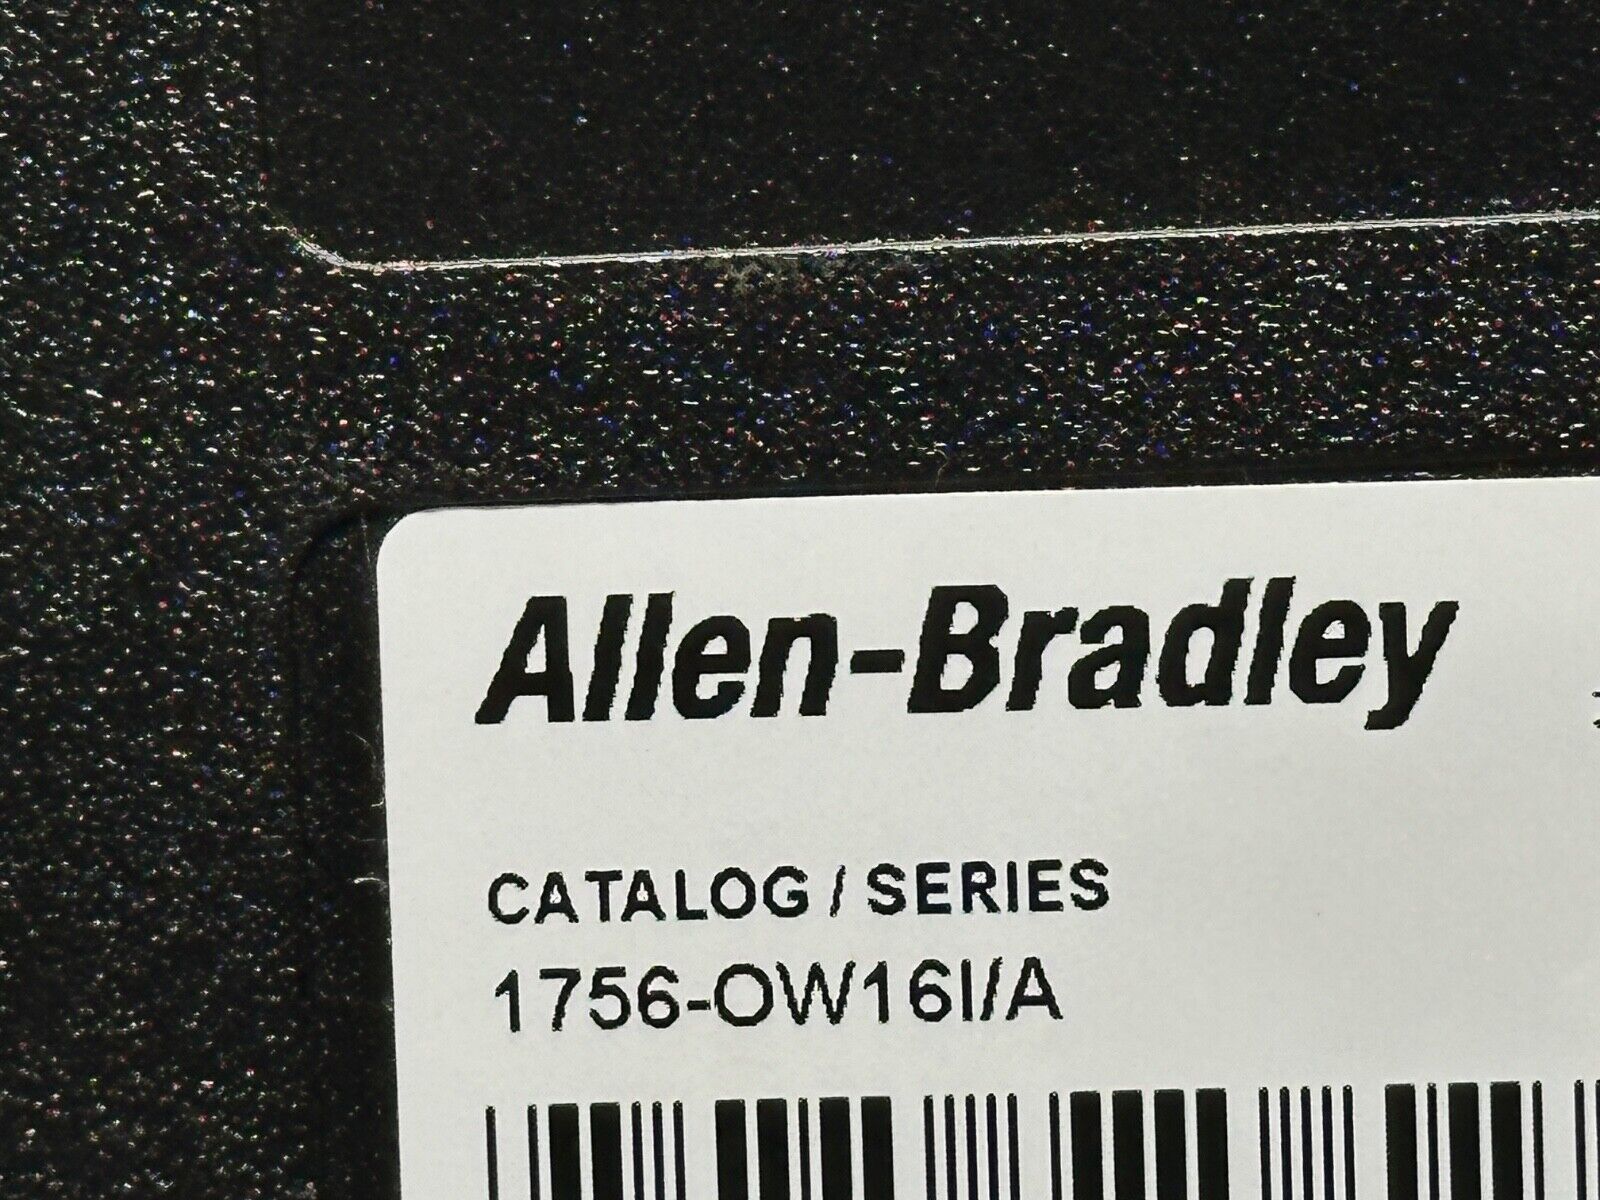 Allen-Bradley
CATALOG / SERIES
1756-OW16I/A